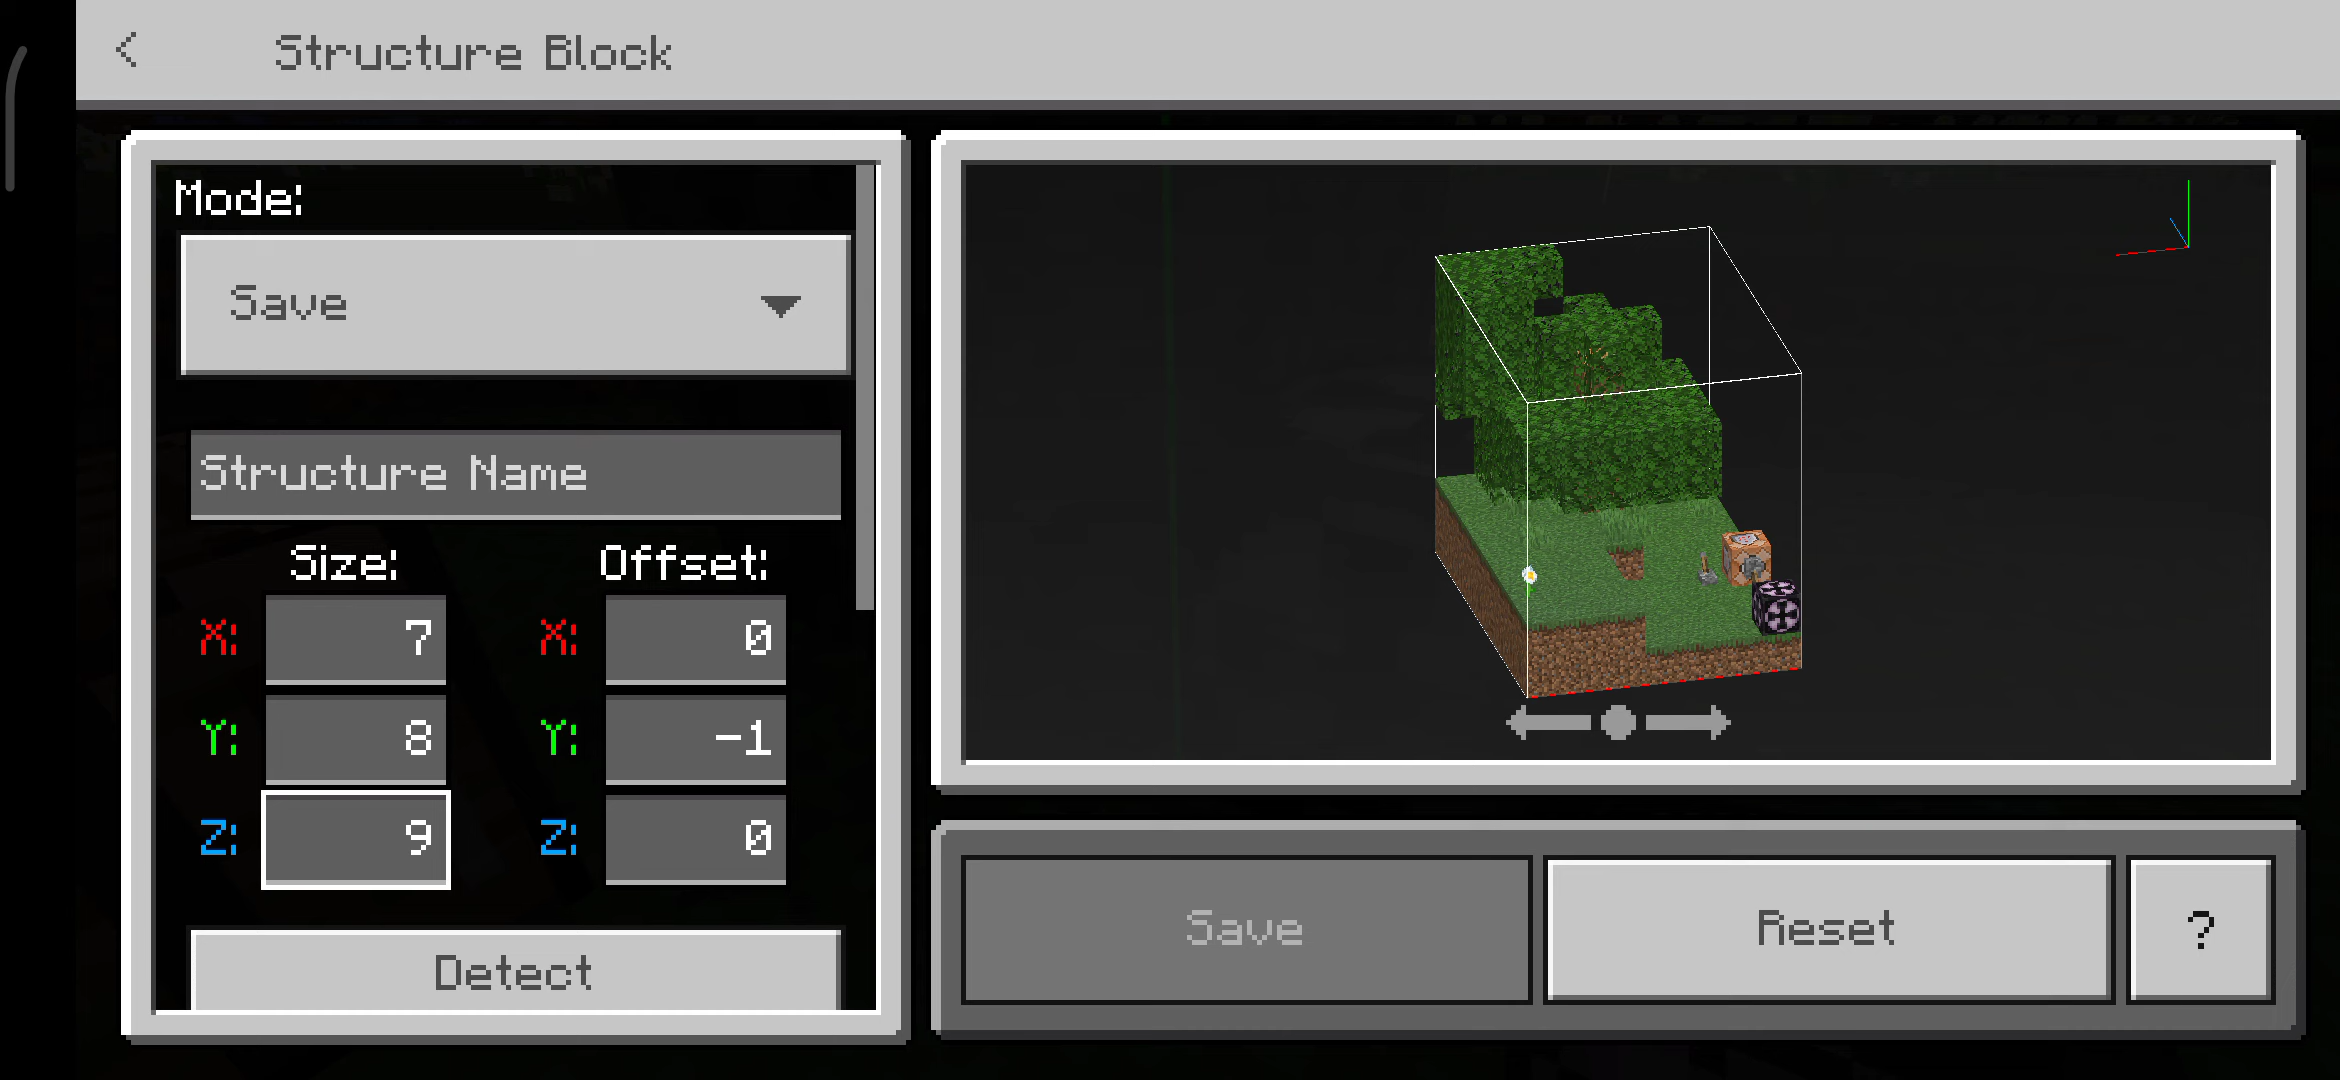 Structure Block
Mode:
Save
Structure Name
Size: Offset:
X: 7 X: 0
Y: 8 Y: -1
Z: 9 Z: 0
Detect
Save Reset ?